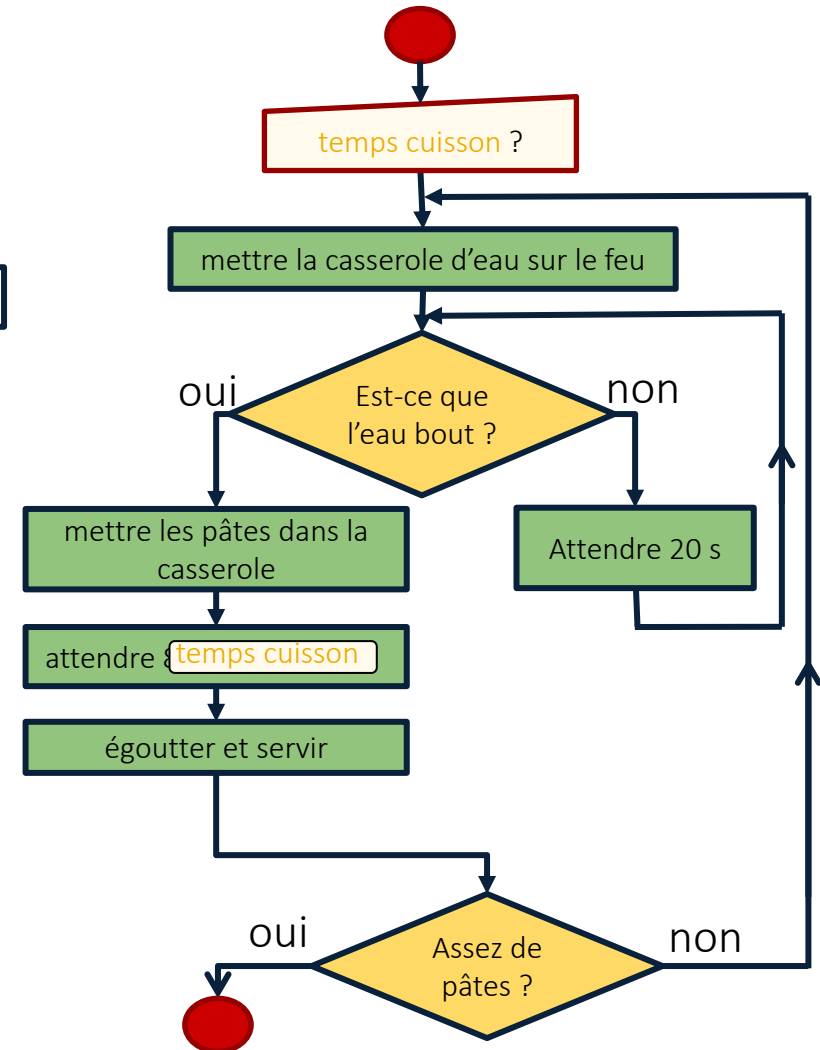 temps cuisson ?
mettre la casserole d’eau sur le feu
oui
non
Est-ce que
l’eau bout ?
mettre les pâtes dans la
casserole
Attendre 20 s
attendre temps cuisson
égoutter et servir
oui
non
Assez de
pâtes ?